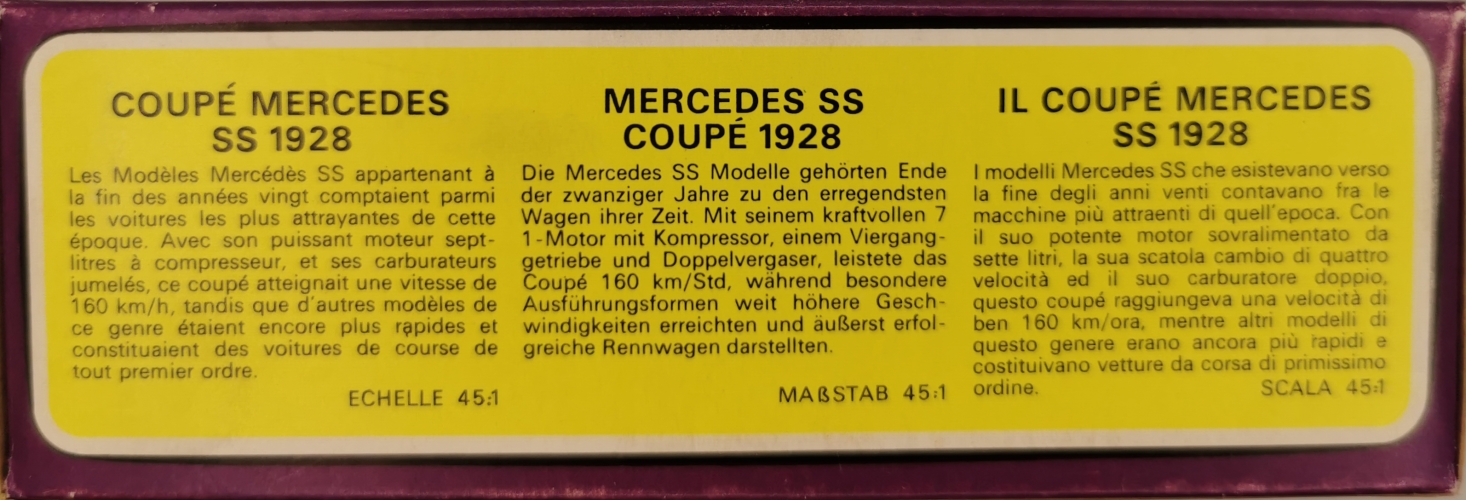 COUPÉ MERCEDES
SS 1928
Les Modèles Mercédès SS appartenant à
la fin des années vingt comptaient parmi
les voitures les plus attrayantes de cette
époque. Avec son puissant moteur sept-
litres à compresseur, et ses carburateurs
jumelés, ce coupé atteignait une vitesse de
160 km/h, tandis que d'autres modèles de
ce genre étaient encore plus rapides et
constituaient des voitures de course de
tout premier ordre.
ECHELLE 45:1
MERCEDES SS
COUPÉ 1928
Die Mercedes SS Modelle gehörten Ende
der zwanziger Jahre zu den erregendsten
Wagen ihrer Zeit. Mit seinem kraftvollen 7
1-Motor mit Kompressor, einem Viergang-
getriebe und Doppelvergaser, leistete das
Coupé 160 km/Std, während besondere
Ausführungsformen weit höhere Gesch-
windigkeiten erreichten und äußerst erfol-
greiche Rennwagen darstellten.
MAßSTAB 45:1
IL COUPÉ MERCEDES
SS 1928
I modelli Mercedes SS che esistevano verso
la fine degli anni venti contavano fra le
macchine più attraenti di quell'epoca. Con
il suo potente motor sovralimentato da
sette litri, la sua scatola cambio di quattro
velocità ed il suo carburatore doppio,
questo coupé raggiungeva una velocità di
ben 160 km/ora, mentre altri modelli di
questo genere erano ancora più rapidi e
costituivano vetture da corsa di primissimo
ordine.
SCALA 45:1